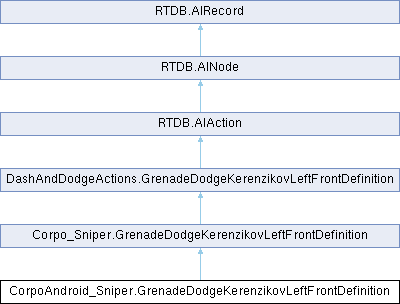 RTDB.AIRecord
RTDB.AINode
RTDB.AIAction
DashAndDodgeActions.GrenadeDodgeKerenzikovLeftFrontDefinition
Corpo_Sniper.GrenadeDodgeKerenzikovLeftFrontDefinition
CorpoAndroid_Sniper.GrenadeDodgeKerenzikovLeftFrontDefinition